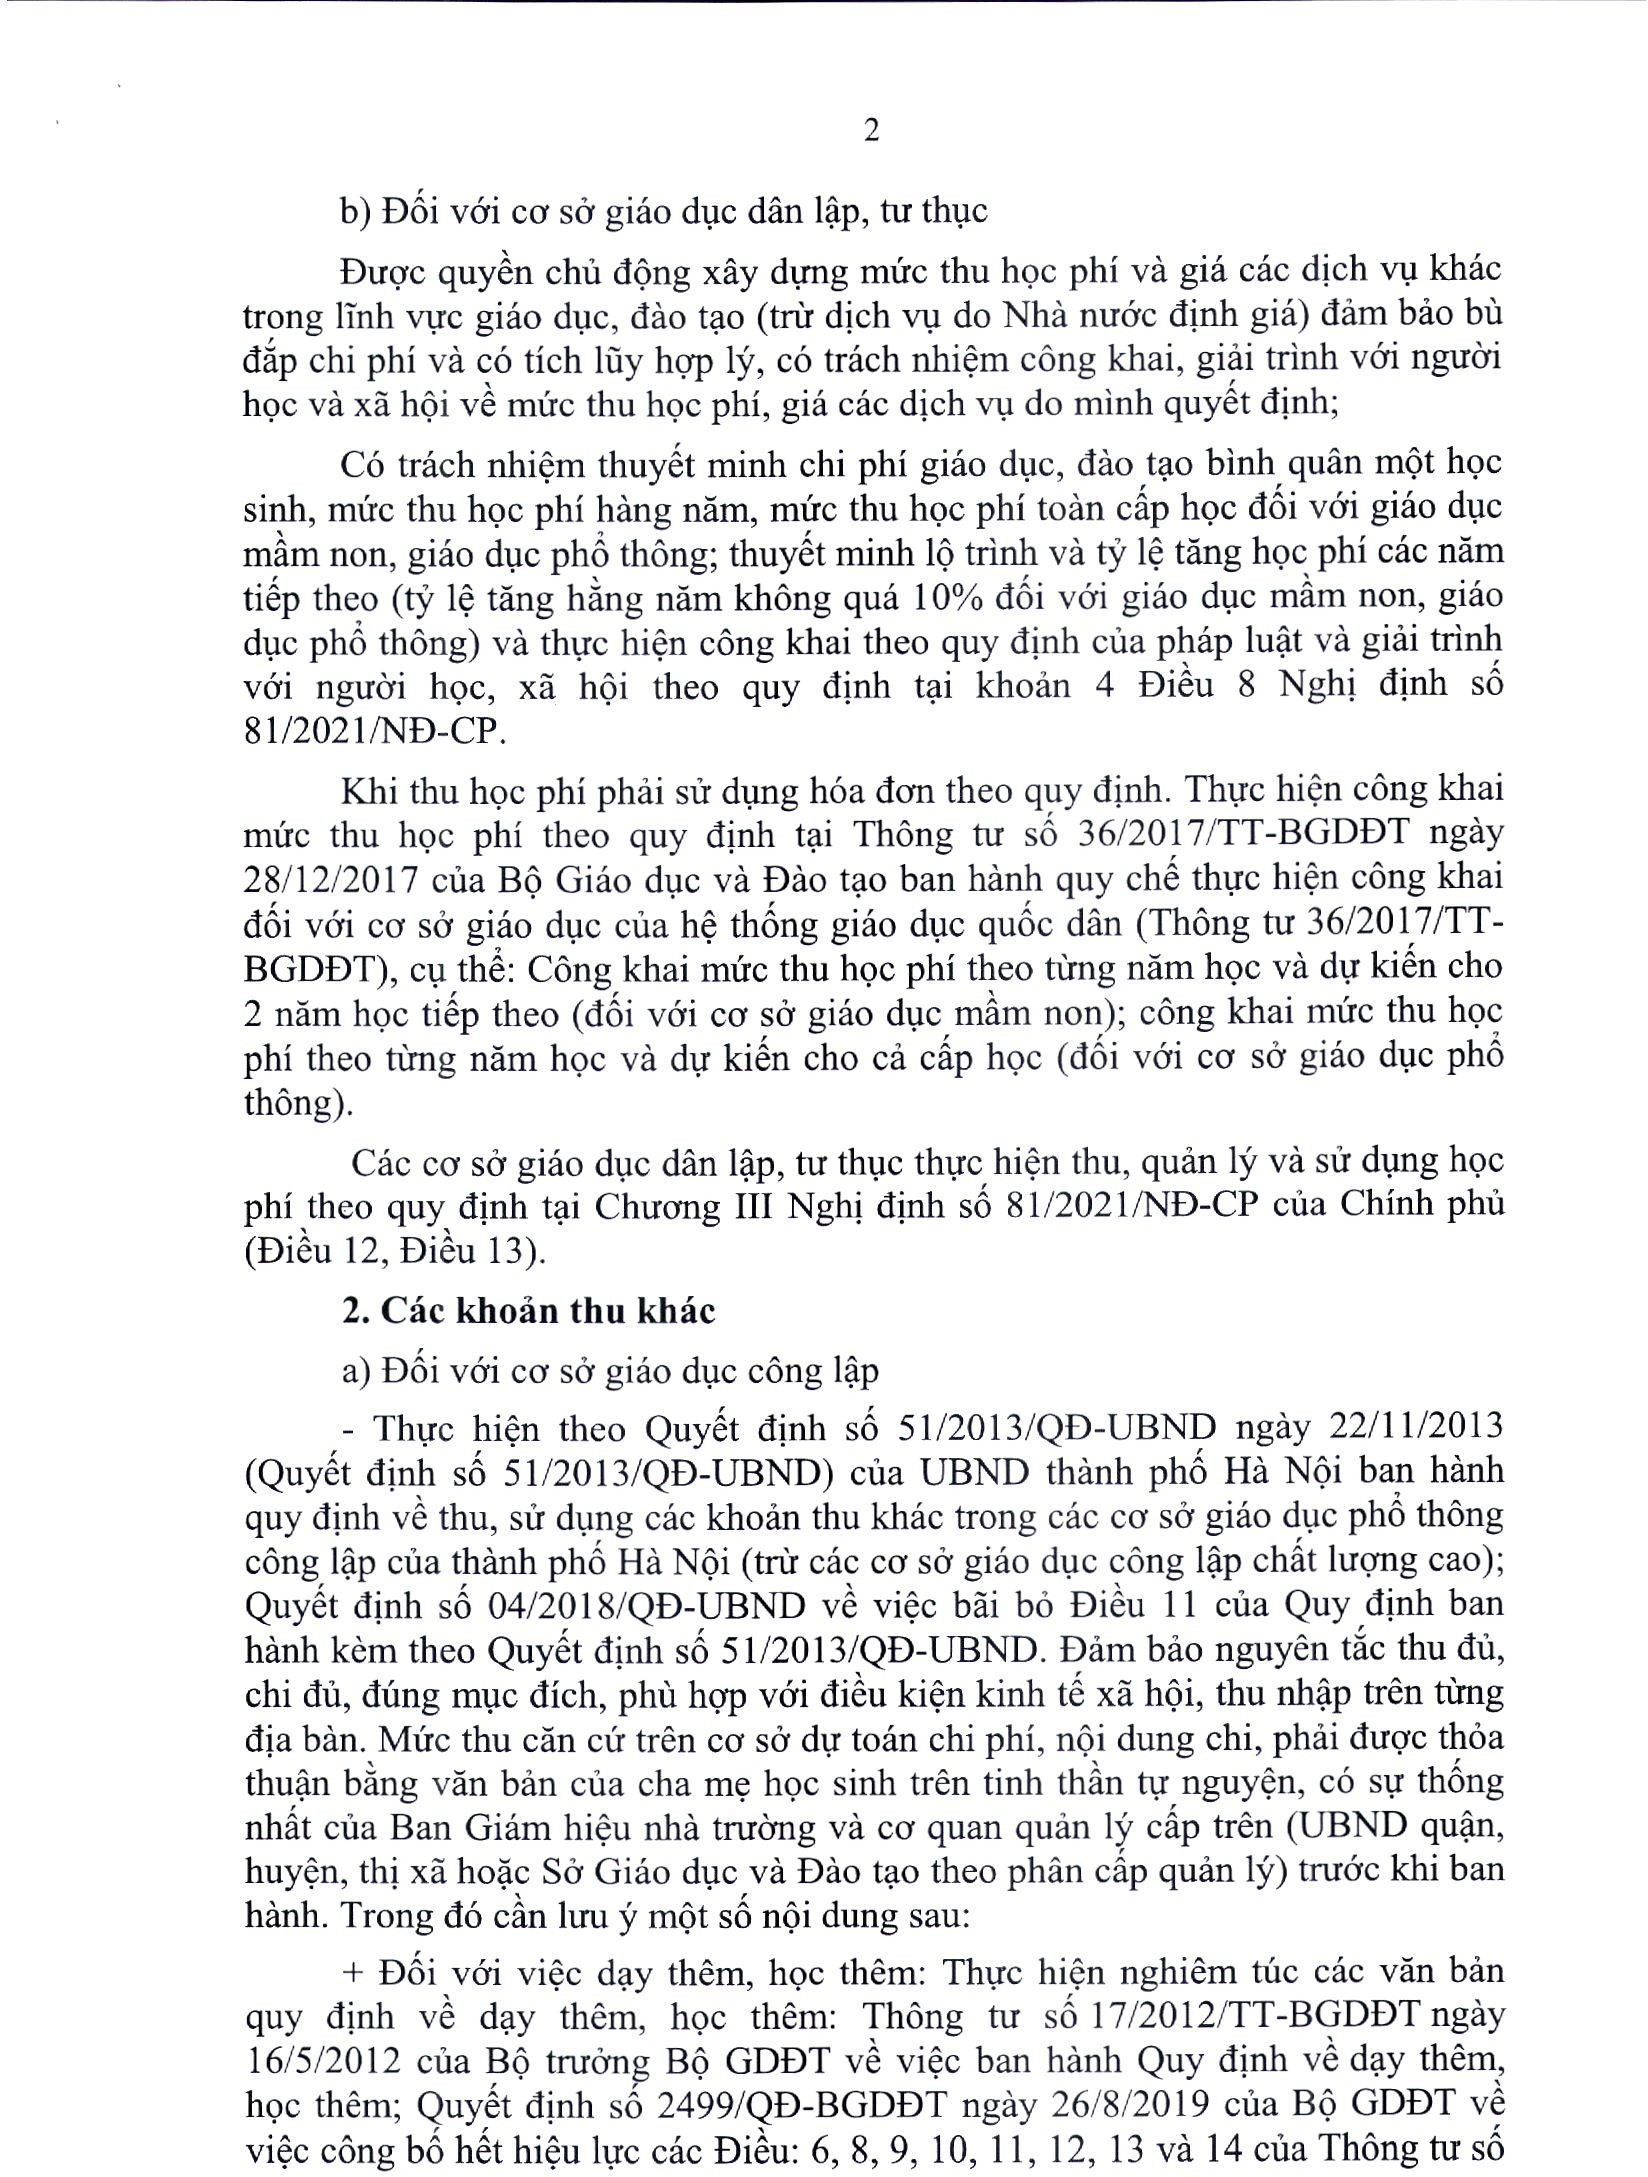 2
b) Đối với cơ sở giáo dục dân lập, tư thục
Được quyền chủ động xây dựng mức thu học phí và giá các dịch vụ khác
trong lĩnh vực giáo dục, đào tạo (trừ dịch vụ do Nhà nước định giá) đảm bảo bù
đắp chi phí và có tích lũy hợp lý, có trách nhiệm công khai, giải trình với người
học và xã hội về mức thu học phí, giá các dịch vụ do mình quyết định;
Có trách nhiệm thuyết minh chi phí giáo dục, đào tạo bình quân một học
sinh, mức thu học phí hàng năm, mức thu học phí toàn cấp học đối với giáo dục
mầm non, giáo dục phổ thông; thuyết minh lộ trình và tỷ lệ tăng học phí các năm
tiếp theo (tỷ lệ tăng hằng năm không quá 10% đối với giáo dục mầm non, giáo
dục phổ thông) và thực hiện công khai theo quy định của pháp luật và giải trình
với người học, xã hội theo quy định tại khoản 4 Điều 8 Nghị định số
81/2021/NĐ-CP.
Khi thu học phí phải sử dụng hóa đơn theo quy định. Thực hiện công khai
mức thu học phí theo quy định tại Thông tư số 36/2017/TT-BGDĐT ngày
28/12/2017 của Bộ Giáo dục và Đào tạo ban hành quy chế thực hiện công khai
đối với cơ sở giáo dục của hệ thống giáo dục quốc dân (Thông tư 36/2017/TT-
BGDĐT), cụ thể: Công khai mức thu học phí theo từng năm học và dự kiến cho
2 năm học tiếp theo (đối với cơ sở giáo dục mầm non); công khai mức thu học
phí theo từng năm học và dự kiến cho cả cấp học (đối với cơ sở giáo dục phổ
thông).
Các cơ sở giáo dục dân lập, tư thục thực hiện thu, quản lý và sử dụng học
phí theo quy định tại Chương III Nghị định số 81/2021/NĐ-CP của Chính phủ
(Điều 12, Điều 13).
2. Các khoản thu khác
a) Đối với cơ sở giáo dục công lập
- Thực hiện theo Quyết định số 51/2013/QĐ-UBND ngày 22/11/2013
(Quyết định số 51/2013/QĐ-UBND) của UBND thành phố Hà Nội ban hành
quy định về thu, sử dụng các khoản thu khác trong các cơ sở giáo dục phổ thông
công lập của thành phố Hà Nội (trừ các cơ sở giáo dục công lập chất lượng cao);
Quyết định số 04/2018/QĐ-UBND về việc bãi bỏ Điều 11 của Quy định ban
hành kèm theo Quyết định số 51/2013/QĐ-UBND. Đảm bảo nguyên tắc thu đủ,
chi đủ, đúng mục đích, phù hợp với điều kiện kinh tế xã hội, thu nhập trên từng
địa bàn. Mức thu căn cứ trên cơ sở dự toán chi phí, nội dung chi, phải được thỏa
thuận bằng văn bản của cha mẹ học sinh trên tinh thần tự nguyện, có sự thống
nhất của Ban Giám hiệu nhà trường và cơ quan quản lý cấp trên (UBND quận,
huyện, thị xã hoặc Sở Giáo dục và Đào tạo theo phân cấp quản lý) trước khi ban
hành. Trong đó cần lưu ý một số nội dung sau:
+ Đối với việc dạy thêm, học thêm: Thực hiện nghiêm túc các văn bản
quy định về dạy thêm, học thêm: Thông tư số 17/2012/TT-BGDĐT ngày
16/5/2012 của Bộ trưởng Bộ GDĐT về việc ban hành Quy định về dạy thêm,
học thêm; Quyết định số 2499/QĐ-BGDĐT ngày 26/8/2019 của Bộ GDĐT về
việc công bố hết hiệu lực các Điều: 6, 8, 9, 10, 11, 12, 13 và 14 của Thông tư số